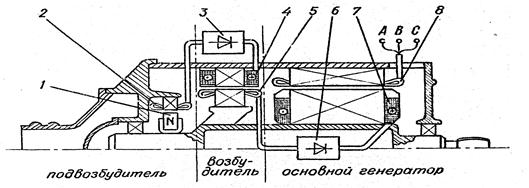 A B C
3 4 5 6 7 8
2
1
N
подвозбудитель
возбу-
дитель
основной генератор